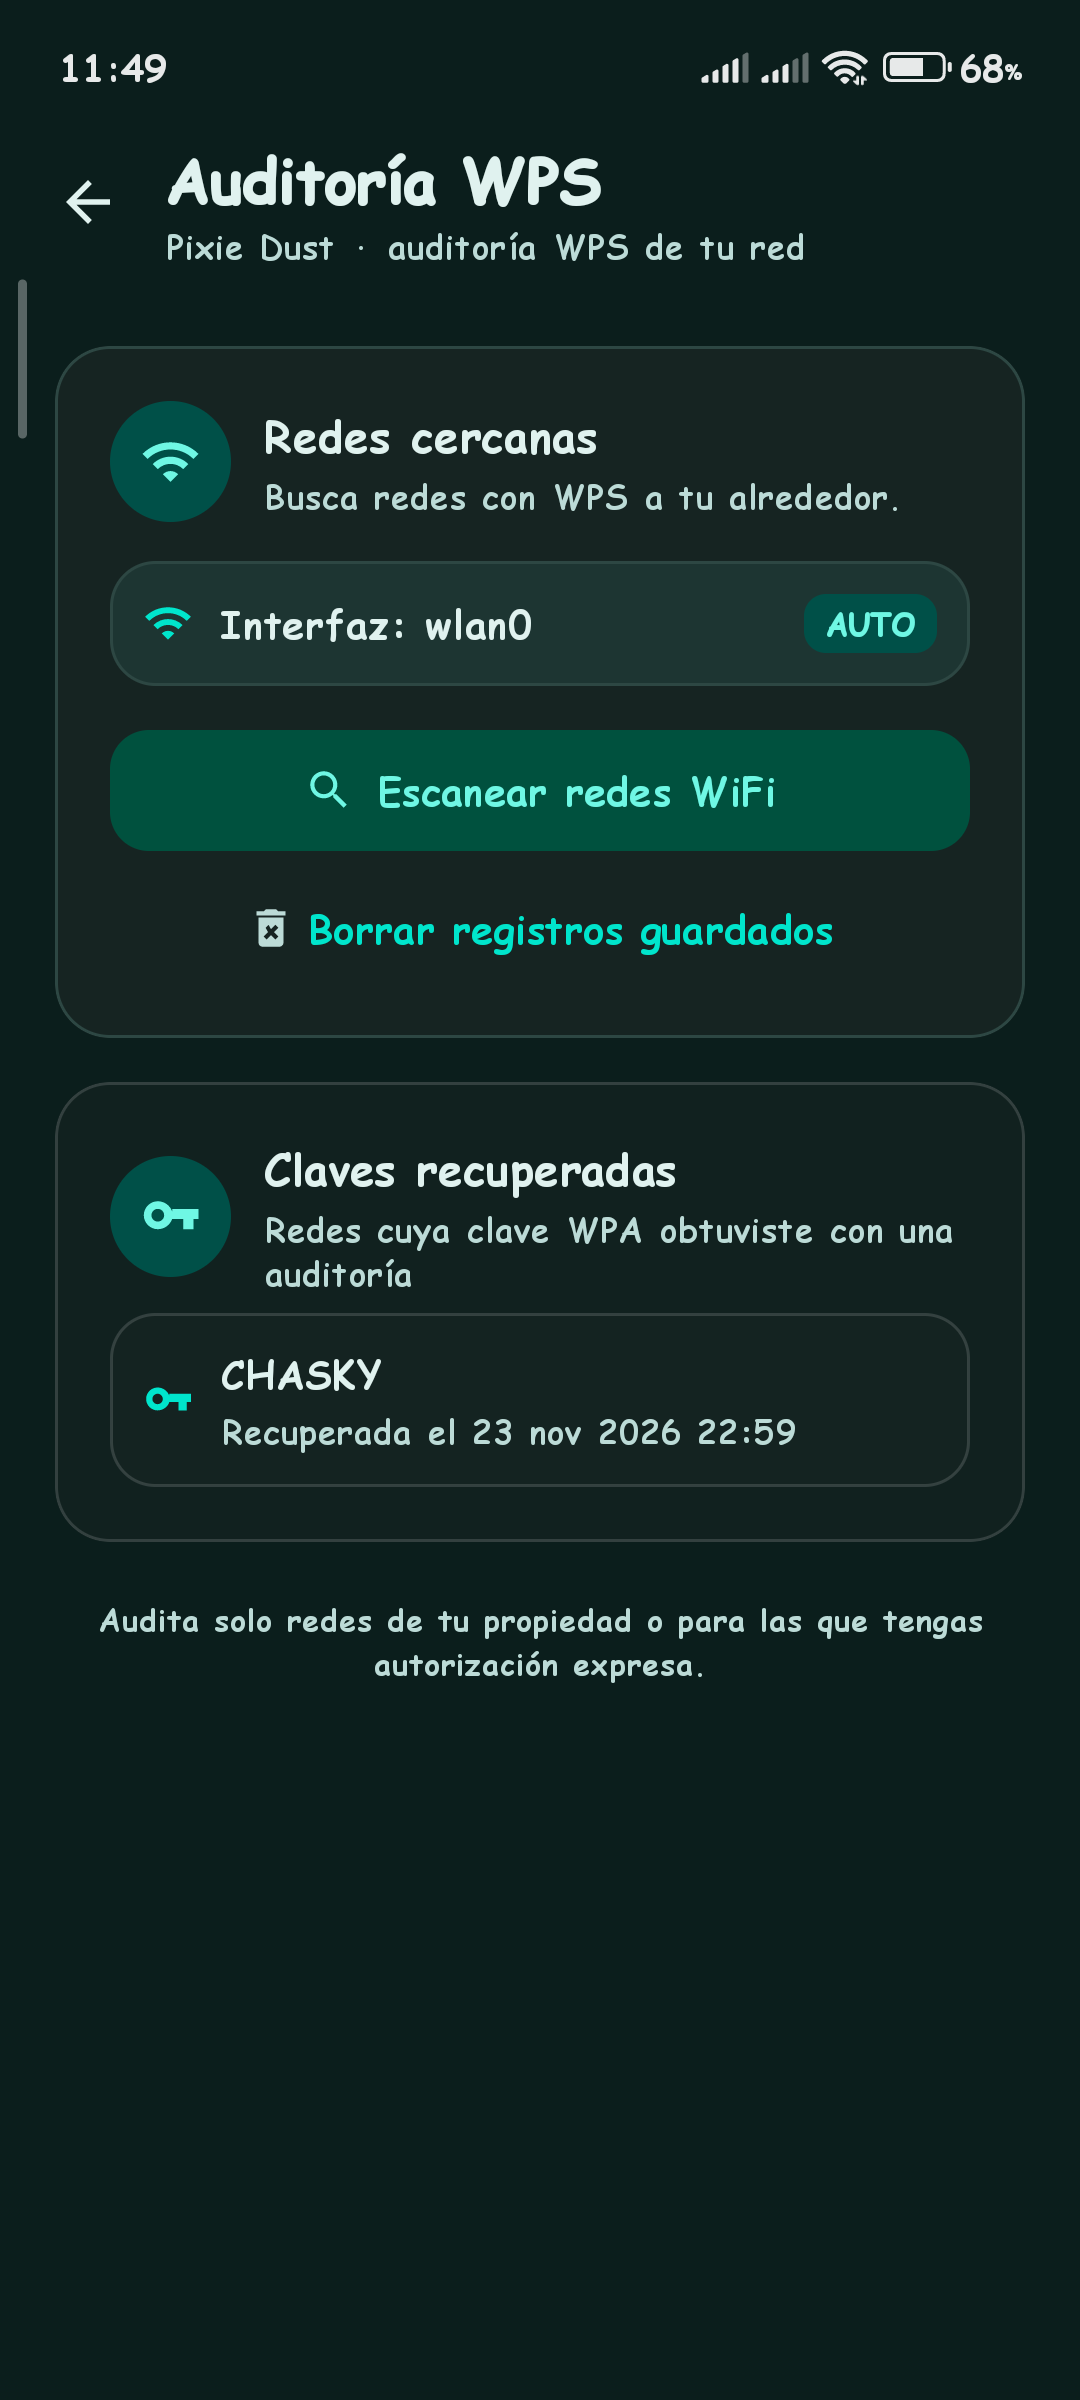 11:49
68%
Auditoría WPS
Pixie Dust · auditoría WPS de tu red
Redes cercanas
Busca redes con WPS a tu alrededor.
Interfaz: wlan0
AUTO
Escanear redes WiFi
Borrar registros guardados
Claves recuperadas
Redes cuya clave WPA obtuviste con una
auditoría
CHASKY
Recuperada el 23 nov 2026 22:59
Audita solo redes de tu propiedad o para las que tengas
autorización expresa.